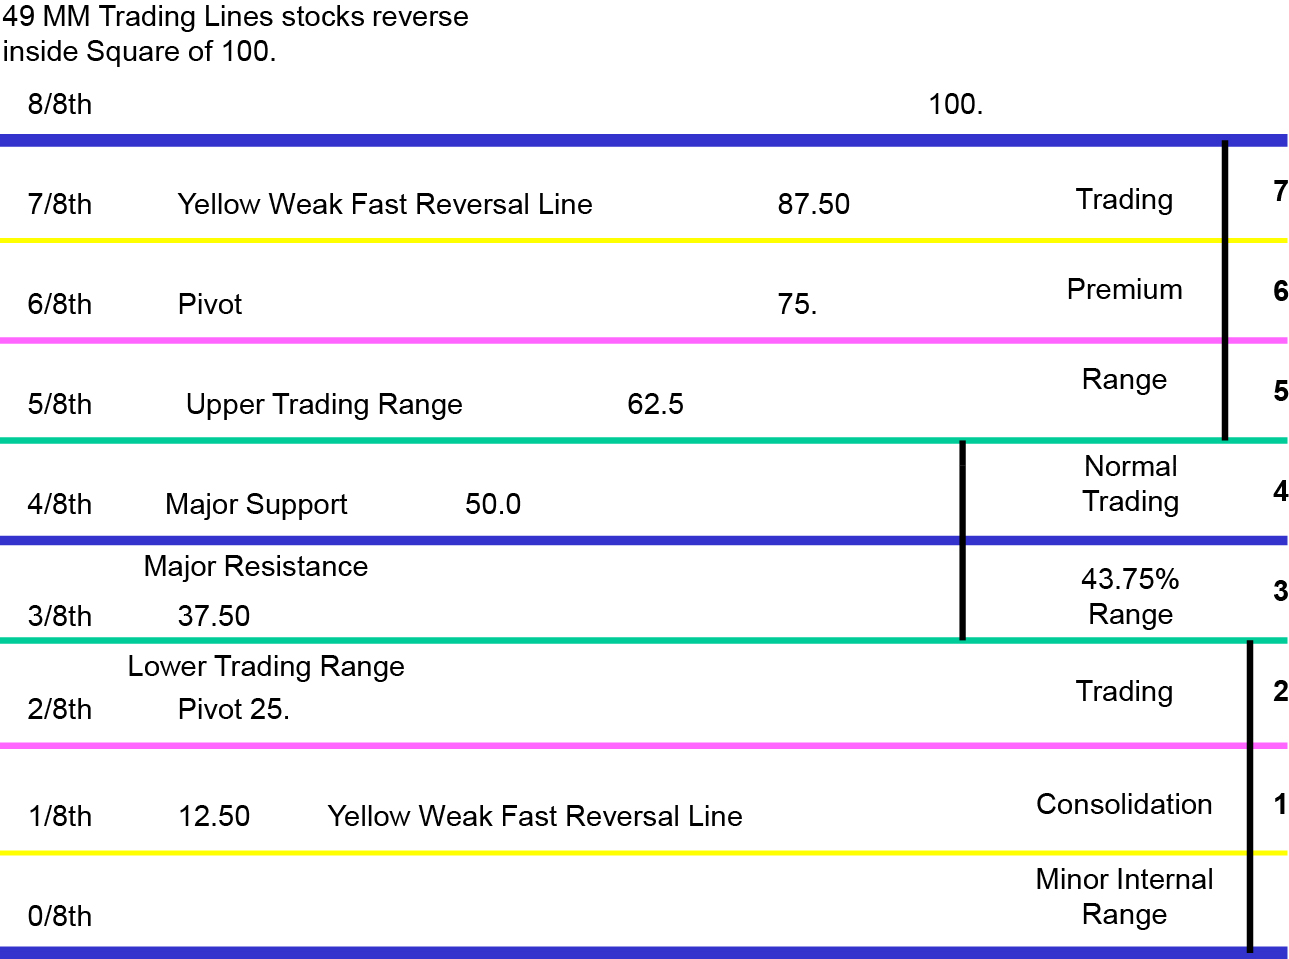 49 MM Trading Lines stocks reverse
inside Square of 100.
8/8th 100.
7/8th Yellow Weak Fast Reversal Line 87.50 Trading 7
6/8th Pivot 75. Premium 6
5/8th Upper Trading Range 62.5 Range 5
Normal
4/8th Major Support 50.0 Trading 4
Major Resistance
43.75% 3
3/8th 37.50 Range
Lower Trading Range
Trading 2
2/8th Pivot 25.
1/8th 12.50 Yellow Weak Fast Reversal Line Consolidation 1
Minor Internal
0/8th Range